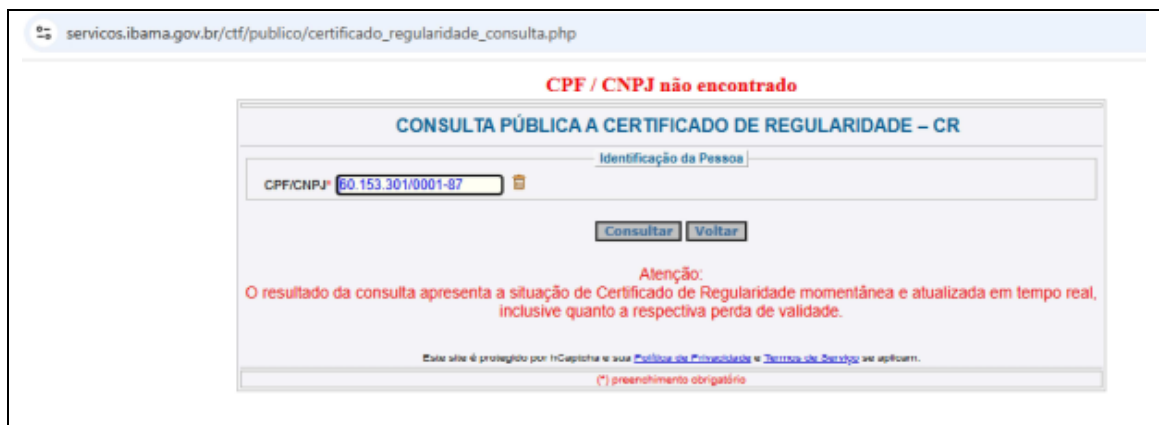 servicos.ibama.gov.br/ctf/publico/certificado_regularidade_consulta.php
CPF / CNPJ não encontrado
CONSULTA PÚBLICA A CERTIFICADO DE REGULARIDADE – CR
Identificação da Pessoa
CPF/CNPJ* 60.153.301/0001-87
Consultar Voltar
Atenção:
O resultado da consulta apresenta a situação de Certificado de Regularidade momentânea e atualizada em tempo real,
inclusive quanto a respectiva perda de validade.
Este site é protegido por hCaptcha e sua Política de Privacidade e Termos de Serviço se aplicam.
(*) preenchimento obrigatório